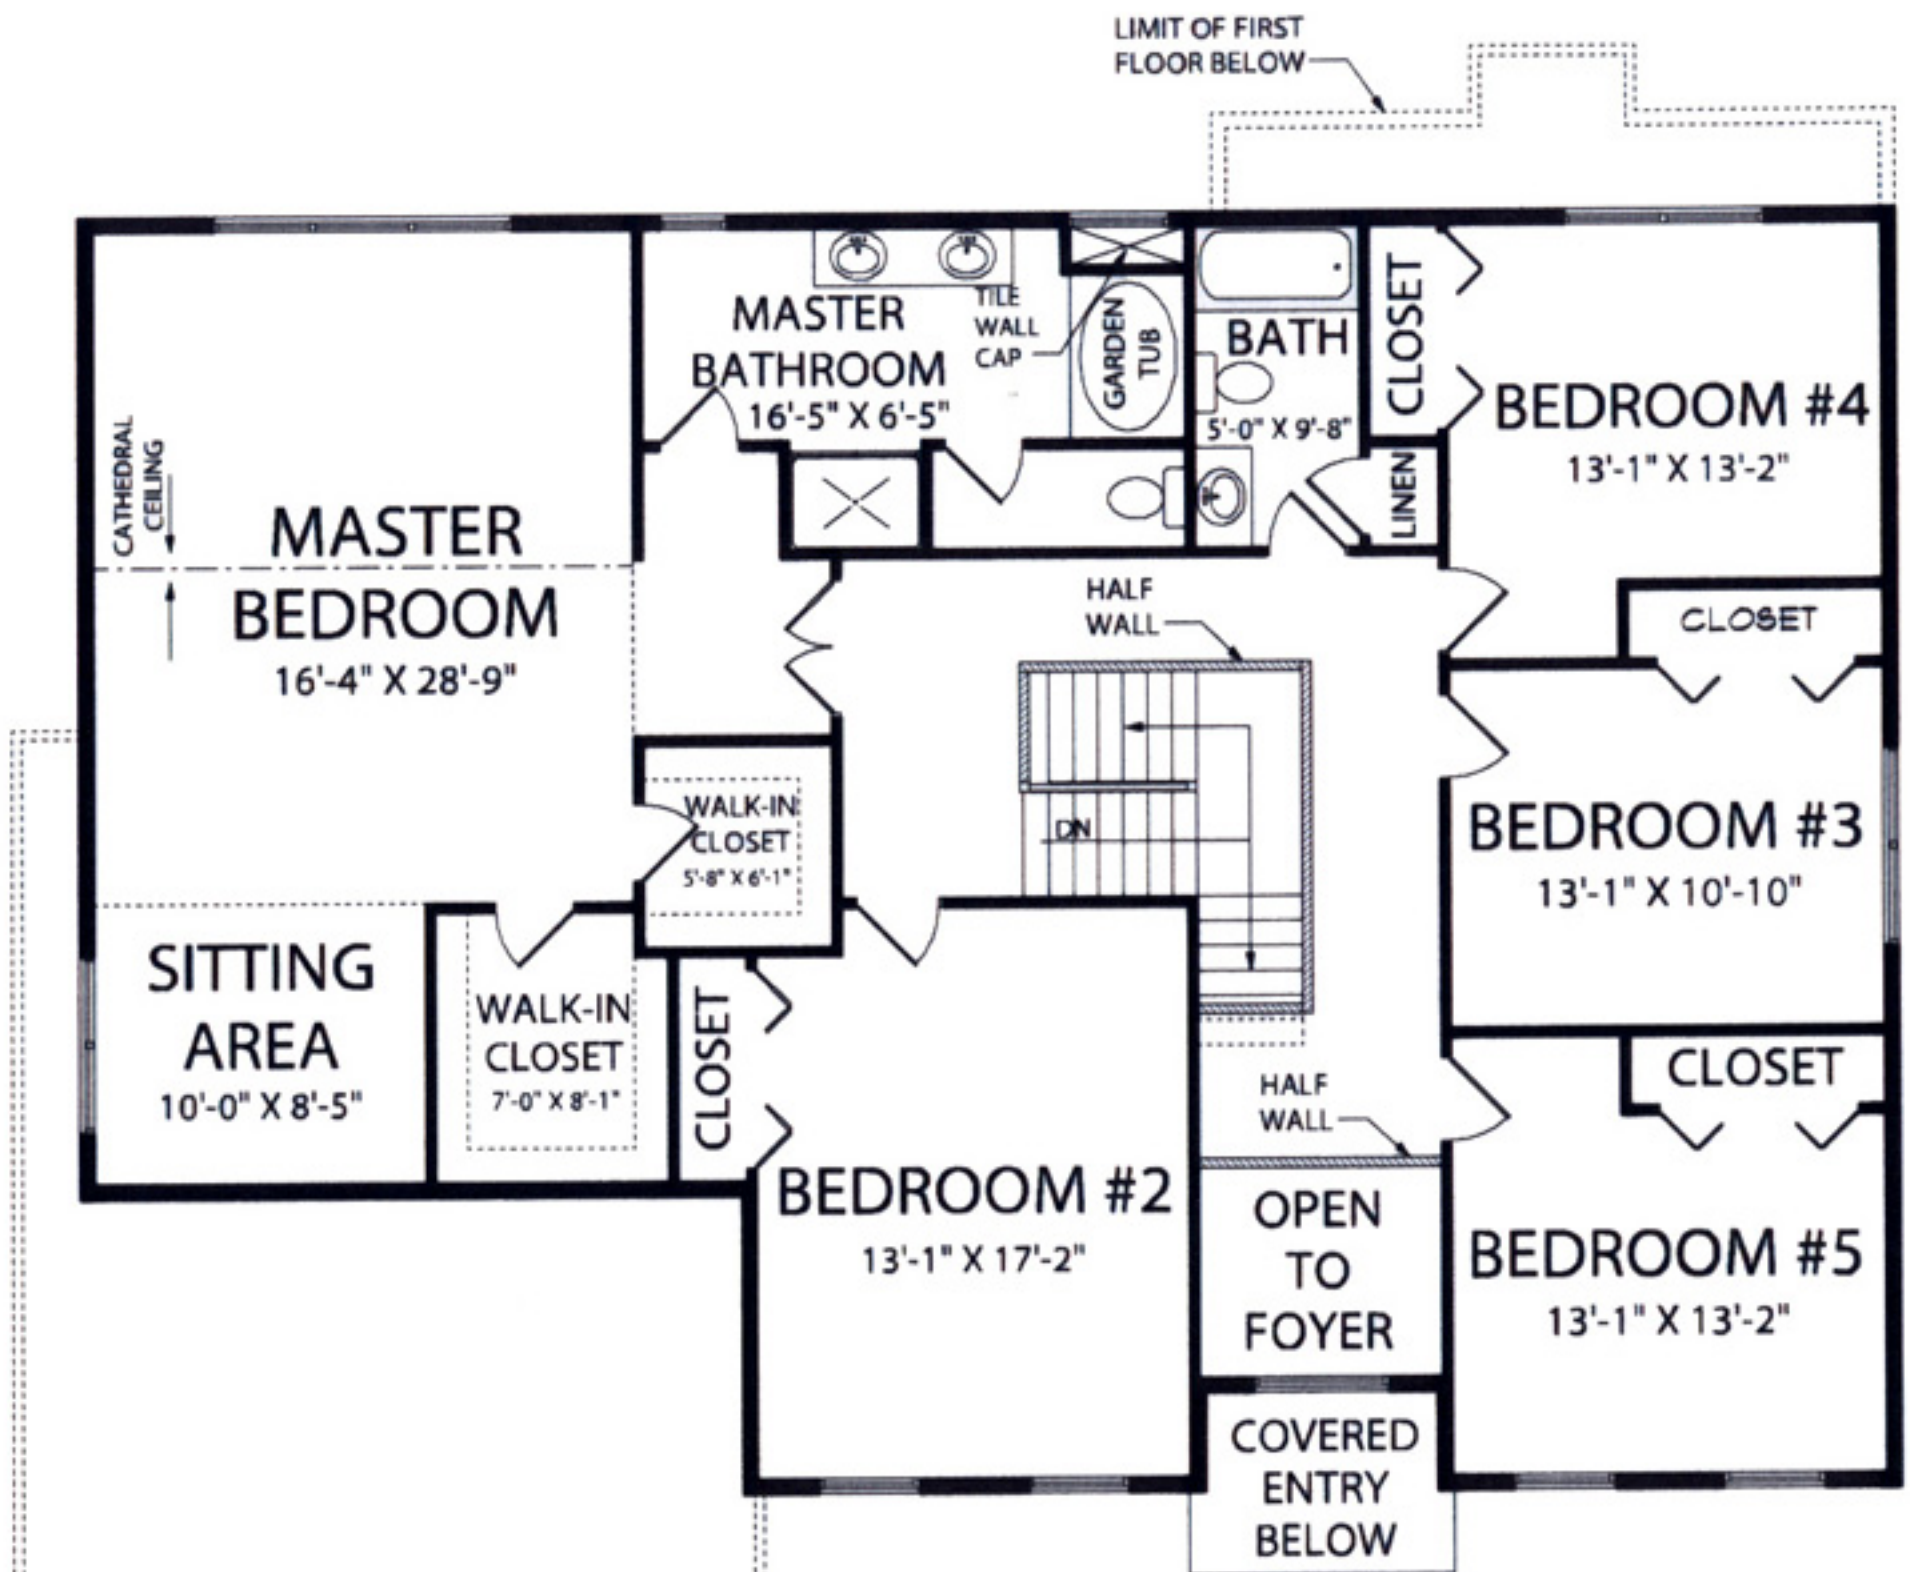 LIMIT OF FIRST
FLOOR BELOW
MASTER
BATHROOM
16'-5" X 6'-5"
TILE
WALL
CAP
GARDEN
TUB
BATH
5'-0" X 9'-8"
CLOSET
LINEN
BEDROOM #4
13'-1" X 13'-2"
CATHEDRAL
CEILING
MASTER
BEDROOM
16'-4" X 28'-9"
HALF
WALL
CLOSET
DN
WALK-IN
CLOSET
5'-8" X 6'-1"
BEDROOM #3
13'-1" X 10'-10"
SITTING
AREA
10'-0" X 8'-5"
WALK-IN
CLOSET
7'-0" X 8'-1"
CLOSET
HALF
WALL
CLOSET
BEDROOM #2
13'-1" X 17'-2"
OPEN
TO
FOYER
BEDROOM #5
13'-1" X 13'-2"
COVERED
ENTRY
BELOW